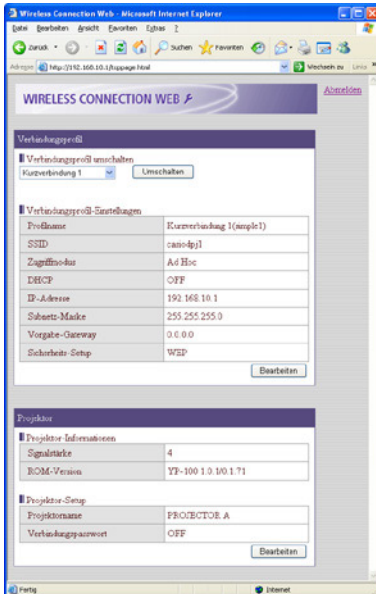 Wireless Connection Web - Microsoft Internet Explorer
Datei Bearbeiten Ansicht Favoriten Extras ?
Zurück Suchen Favoriten
Adresse http://192.168.10.1/toppage.html Wechseln zu Links
WIRELESS CONNECTION WEB
Abmelden
Verbindungsprofil
Verbindungsprofil umschalten
Kurzverbindung 1 Umschalten
Verbindungsprofil-Einstellungen
Profilname Kurzverbindung 1(simple1)
SSID casiodpj1
Zugriffmodus Ad Hoc
DHCP OFF
IP-Adresse 192.168.10.1
Subnetz-Maske 255.255.255.0
Vorgabe-Gateway 0.0.0.0
Sicherheits-Setup WEP
Bearbeiten
Projektor
Projektor-Informationen
Signalstärke 4
ROM-Version YP-100 1.0.1/0.1.71
Projektor-Setup
Projektorname PROJECTOR A
Verbindungspasswort OFF
Bearbeiten
Fertig Internet